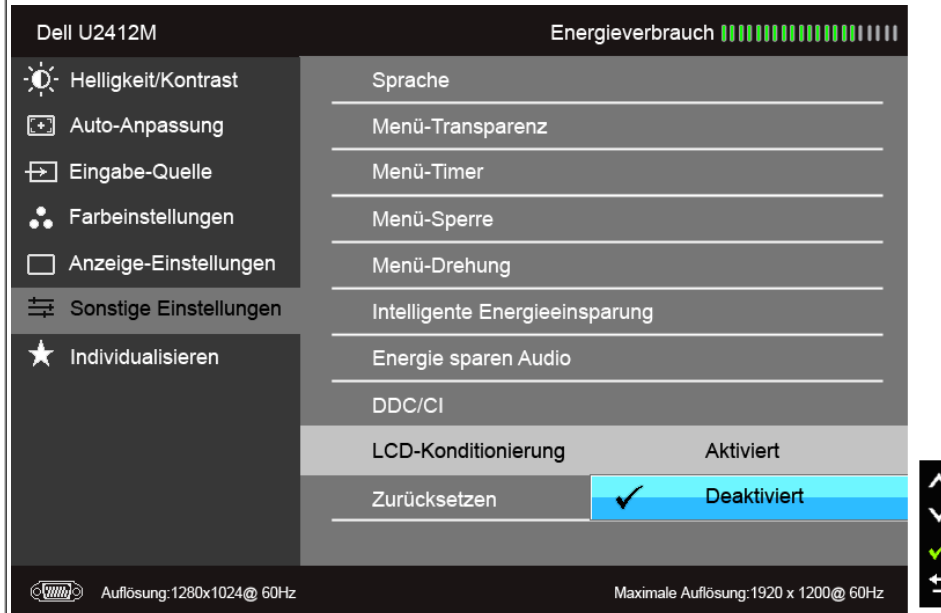 Dell U2412M
Energieverbrauch
Helligkeit/Kontrast
Auto-Anpassung
Eingabe-Quelle
Farbeinstellungen
Anzeige-Einstellungen
Sonstige Einstellungen
Individualisieren
Sprache
Menü-Transparenz
Menü-Timer
Menü-Sperre
Menü-Drehung
Intelligente Energieeinsparung
Energie sparen Audio
DDC/CI
LCD-Konditionierung Aktiviert
Zurücksetzen Deaktiviert
Auflösung:1280x1024@ 60Hz
Maximale Auflösung:1920 x 1200@ 60Hz